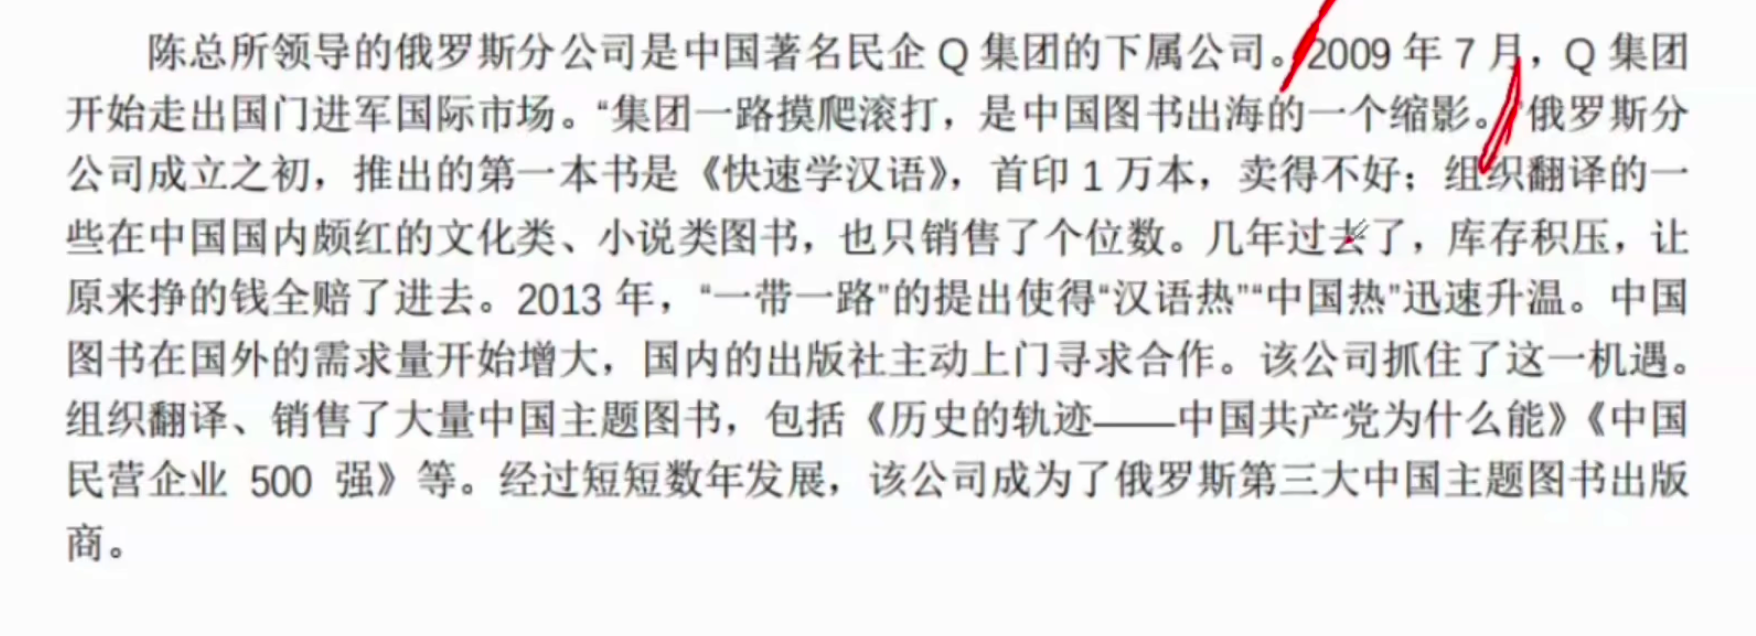 陈总所领导的俄罗斯分公司是中国著名民企 Q 集团的下属公司。2009 年 7 月，Q 集团
开始走出国门进军国际市场。“集团一路摸爬滚打，是中国图书出海的一个缩影。”俄罗斯分
公司成立之初，推出的第一本书是《快速学汉语》，首印 1 万本，卖得不好；组织翻译的一
些在中国国内颇红的文化类、小说类图书，也只销售了个位数。几年过去了，库存积压，让
原来挣的钱全赔了进去。2013 年，“一带一路”的提出使得“汉语热”“中国热”迅速升温。中国
图书在国外的需求量开始增大，国内的出版社主动上门寻求合作。该公司抓住了这一机遇。
组织翻译、销售了大量中国主题图书，包括《历史的轨迹——中国共产党为什么能》《中国
民营企业 500 强》等。经过短短数年发展，该公司成为了俄罗斯第三大中国主题图书出版
商。